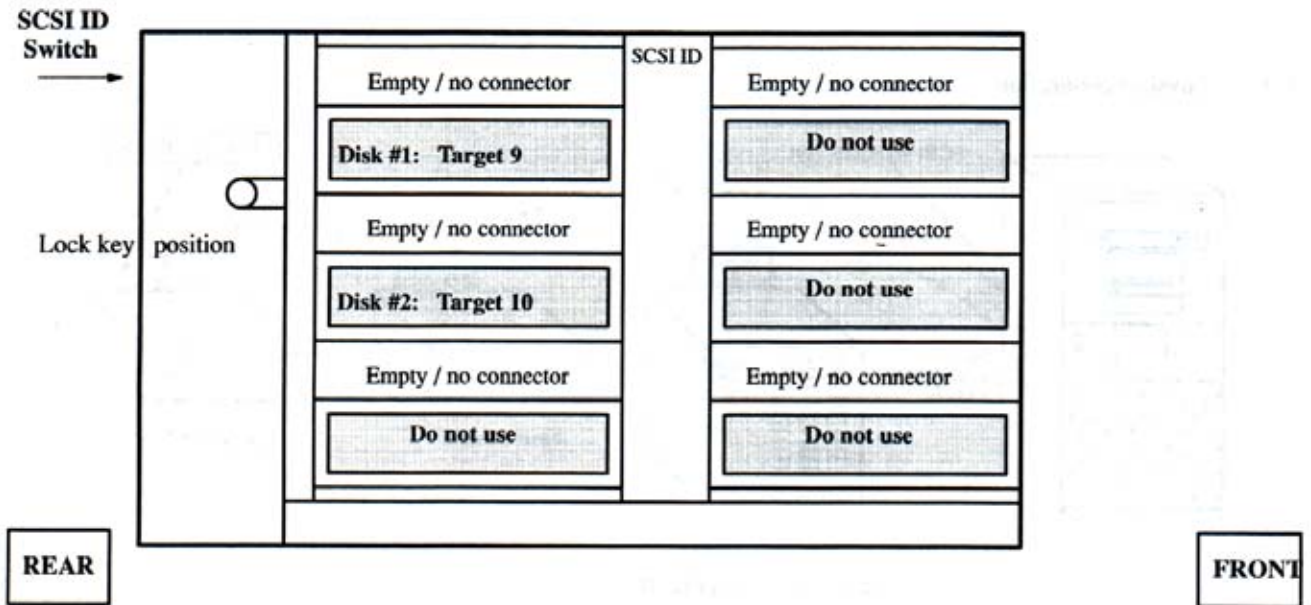 SCSI ID
Switch
SCSI ID
Empty / no connector
Empty / no connector
Disk #1: Target 9
Do not use
Lock key position
Empty / no connector
Empty / no connector
Disk #2: Target 10
Do not use
Empty / no connector
Empty / no connector
Do not use
Do not use
REAR
FRONT